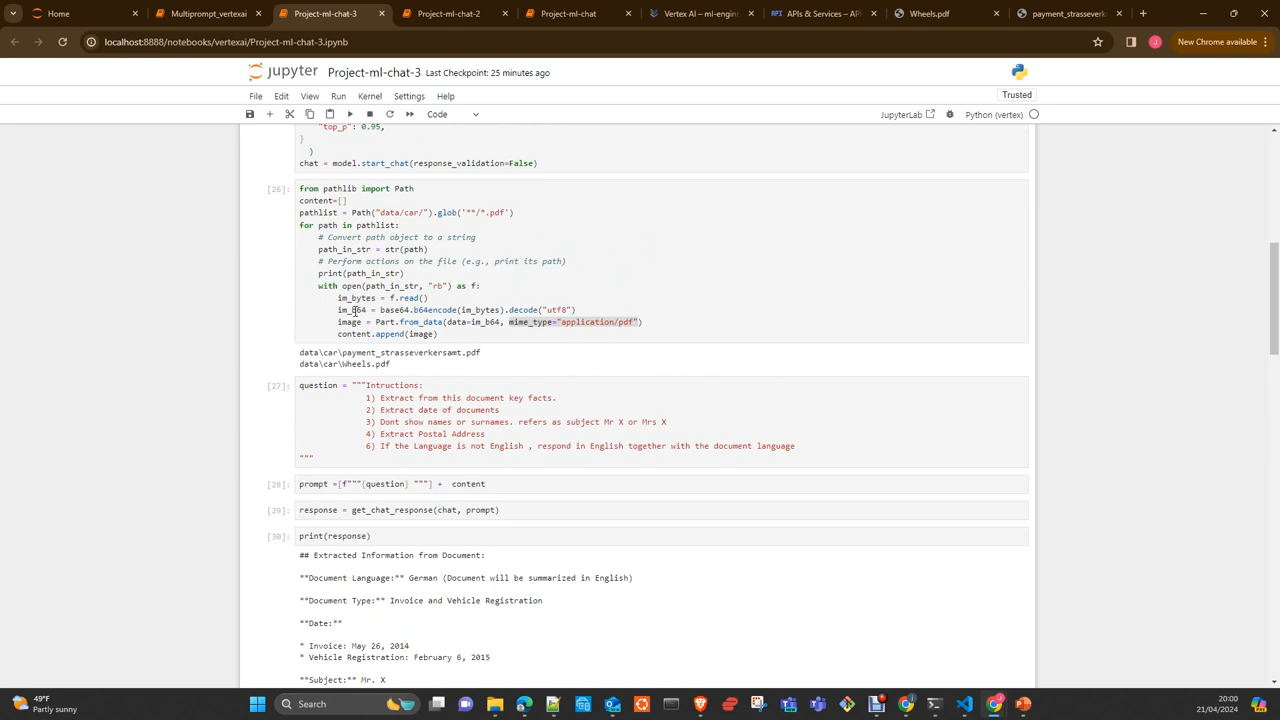 Home
Multiprompt_vertexai
Project-ml-chat-3
Project-ml-chat-2
Project-ml-chat
Vertex AI – ml-engin
APIs & Services – AP
Wheels.pdf
payment_strasseverk
localhost:8888/notebooks/vertexai/Project-ml-chat-3.ipynb
J
New Chrome available
jupyter
Project-ml-chat-3 Last Checkpoint: 25 minutes ago
File Edit View Run Kernel Settings Help
Trusted
Code
JupyterLab
Python (vertex)
"top_p": 0.95,
}
)
chat = model.start_chat(response_validation=False)
[26]:
from pathlib import Path
content=[]
pathlist = Path("data/car/").glob('**/*.pdf')
for path in pathlist:
# Convert path object to a string
path_in_str = str(path)
# Perform actions on the file (e.g., print its path)
print(path_in_str)
with open(path_in_str, "rb") as f:
im_bytes = f.read()
im_b64 = base64.b64encode(im_bytes).decode("utf8")
image = Part.from_data(data=im_b64, mime_type="application/pdf")
content.append(image)
data\car\payment_strasseverkersamt.pdf
data\car\Wheels.pdf
[27]:
question = """Intructions:
1) Extract from this document key facts.
2) Extract date of documents
3) Dont show names or surnames. refers as subject Mr X or Mrs X
4) Extract Postal Address
6) If the Language is not English , respond in English together with the document language
"""
[28]:
prompt =[f"""{question} """] + content
[29]:
response = get_chat_response(chat, prompt)
[30]:
print(response)
## Extracted Information from Document:
**Document Language:** German (Document will be summarized in English)
**Document Type:** Invoice and Vehicle Registration
**Date:**
* Invoice: May 26, 2014
* Vehicle Registration: February 6, 2015
**Subject:** Mr. X
49°F
Partly sunny
Search
20:00
21/04/2024